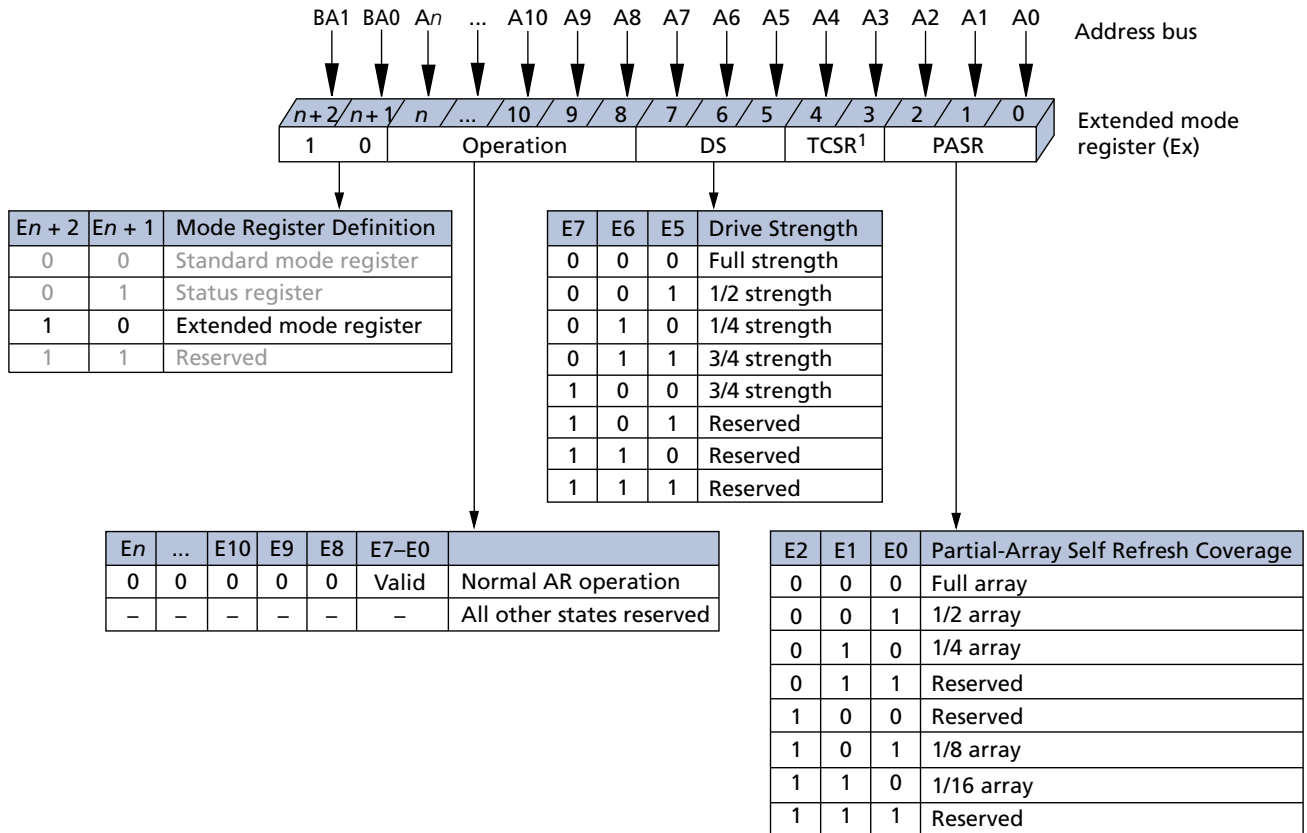 BA1 BA0 An ... A10 A9 A8 A7 A6 A5 A4 A3 A2 A1 A0
Address bus
n + 2 n + 1 n ... 10 9 8 7 6 5 4 3 2 1 0
1 0 Operation DS TCSR1 PASR
Extended mode
register (Ex)
En + 2 En + 1 Mode Register Definition
0 0 Standard mode register
0 1 Status register
1 0 Extended mode register
1 1 Reserved
E7 E6 E5 Drive Strength
0 0 0 Full strength
0 0 1 1/2 strength
0 1 0 1/4 strength
0 1 1 3/4 strength
1 0 0 3/4 strength
1 0 1 Reserved
1 1 0 Reserved
1 1 1 Reserved
En ... E10 E9 E8 E7–E0
0 0 0 0 0 Valid Normal AR operation
– – – – – – All other states reserved
E2 E1 E0 Partial-Array Self Refresh Coverage
0 0 0 Full array
0 0 1 1/2 array
0 1 0 1/4 array
0 1 1 Reserved
1 0 0 Reserved
1 0 1 1/8 array
1 1 0 1/16 array
1 1 1 Reserved